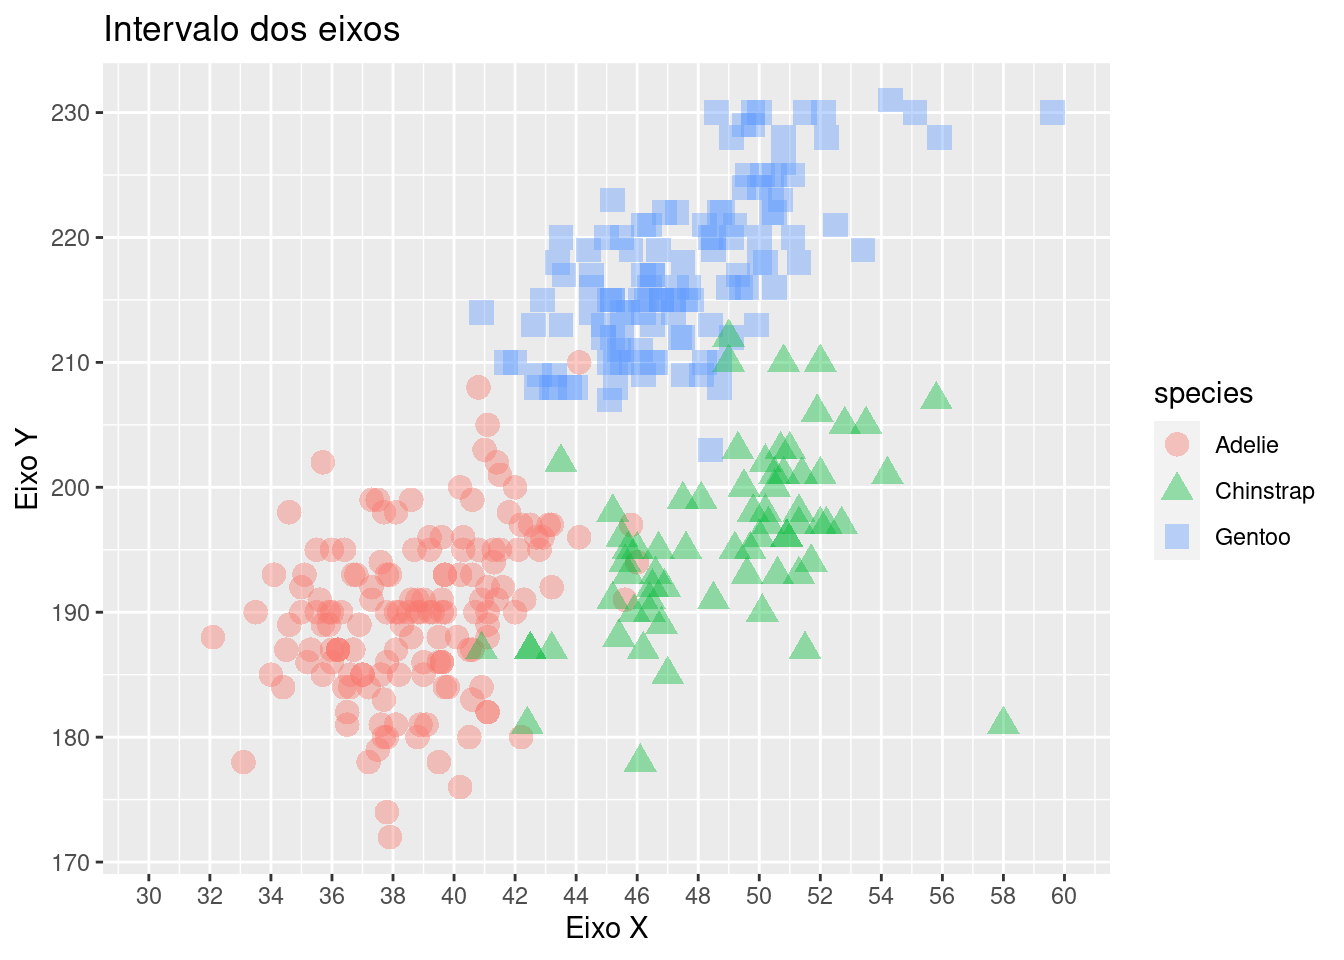 Intervalo dos eixos
230
220
210
200
190
180
170
Eixo Y
30 32 34 36 38 40 42 44 46 48 50 52 54 56 58 60
Eixo X
species
Adelie
Chinstrap
Gentoo